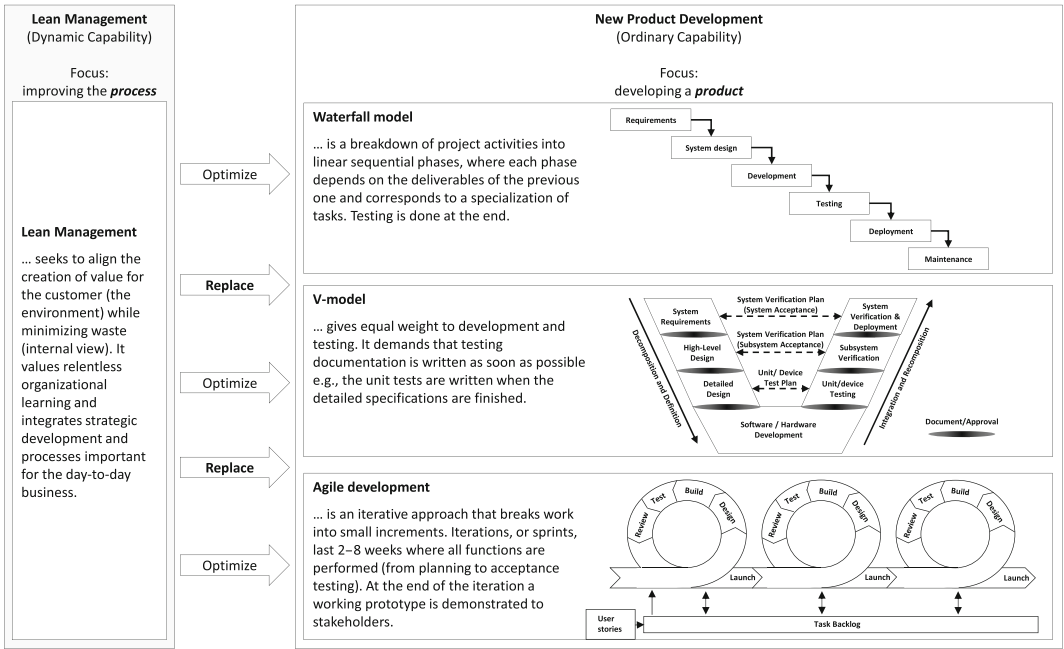 Lean Management
(Dynamic Capability)
Focus:
improving the process
Lean Management
... seeks to align the
creation of value for
the customer (the
environment) while
minimizing waste
(internal view). It
values relentless
organizational
learning and
integrates strategic
development and
processes important
for the day-to-day
business.
Optimize
Replace
Optimize
Replace
Optimize
New Product Development
(Ordinary Capability)
Focus:
developing a product
Waterfall model
... is a breakdown of project activities into
linear sequential phases, where each phase
depends on the deliverables of the previous
one and corresponds to a specialization of
tasks. Testing is done at the end.
Requirements
System design
Development
Testing
Deployment
Maintenance
V-model
... gives equal weight to development and
testing. It demands that testing
documentation is written as soon as possible
e.g., the unit tests are written when the
detailed specifications are finished.
Decomposition and Definition
System
Requirements
High-Level
Design
Detailed
Design
System Verification Plan
(System Acceptance)
System Verification Plan
(Subsystem Acceptance)
Unit/ Device
Test Plan
System
Verification &
Deployment
Subsystem
Verification
Unit/device
Testing
Software / Hardware
Development
Integration and Recomposition
Document/Approval
Agile development
... is an iterative approach that breaks work
into small increments. Iterations, or sprints,
last 2–8 weeks where all functions are
performed (from planning to acceptance
testing). At the end of the iteration a
working prototype is demonstrated to
stakeholders.
Review
Test
Build
Design
Launch
Review
Test
Build
Design
Launch
Review
Test
Build
Design
Launch
User
stories
Task Backlog